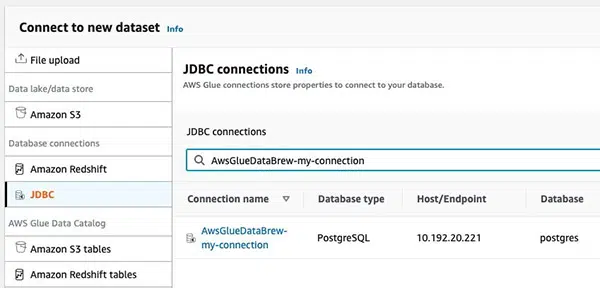 Connect to new dataset Info
File upload
Data lake/data store
Amazon S3
Database connections
Amazon Redshift
JDBC
AWS Glue Data Catalog
Amazon S3 tables
Amazon Redshift tables
JDBC connections Info
AWS Glue connections store properties to connect to your database.
JDBC connections
AwsGlueDataBrew-my-connection
Connection name Database type Host/Endpoint Database
AwsGlueDataBrew-
my-connection PostgreSQL 10.192.20.221 postgres